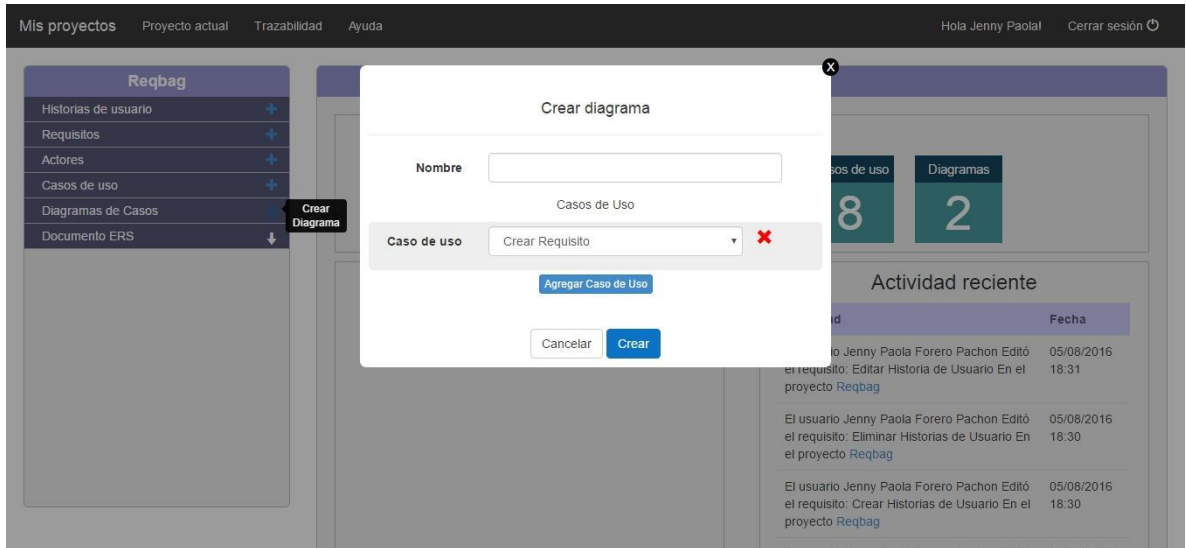 Mis proyectos Proyecto actual Trazabilidad Ayuda Hola Jenny Paola! Cerrar sesión
Reqbag
Historias de usuario
Requisitos
Actores
Casos de uso
Diagramas de Casos
Documento ERS
Crear
Diagrama
X
Crear diagrama
Nombre
Casos de Uso
Caso de uso Crear Requisito
Agregar Caso de Uso
Cancelar Crear
de uso Diagramas
8 2
Actividad reciente
Fecha
Jenny Paola Forero Pachon Editó 05/08/2016
el requisito: Editar Historia de Usuario En el 18:31
proyecto Reqbag
El usuario Jenny Paola Forero Pachon Editó 05/08/2016
el requisito: Eliminar Historias de Usuario En 18:30
el proyecto Reqbag
El usuario Jenny Paola Forero Pachon Editó 05/08/2016
el requisito: Crear Historias de Usuario En el 18:30
proyecto Reqbag